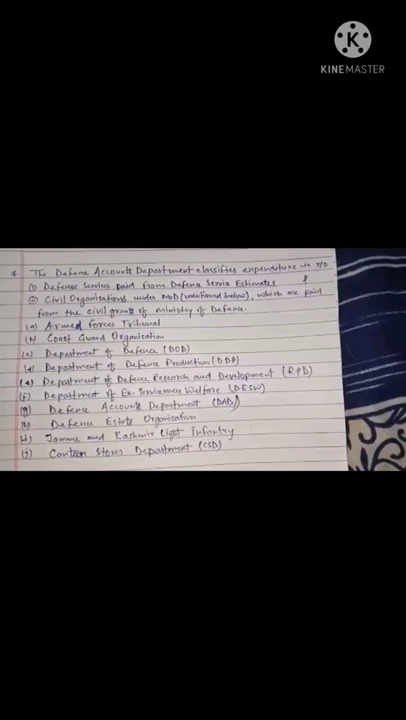 K
KINEMASTER
* The Defence Accounts Department classifies expenditure in r/o
(i) Defense Services paid from Defence Service Estimates &
(ii) Civil Organisations under MoD (mentioned below), which are paid
from the civil grants of Ministry of Defence.
(a) Armed forces Tribunal
(b) Coast Guard Organisation
(c) Department of Defence (DOD)
(d) Department of Defence Production (DDP)
(e) Department of Defence Research and Development (R&D)
(f) Department of Ex-Serviceman Welfare (DESW)
(g) Defence Accounts Department (DAD)
(h) Defence Estate Organisation
(i) Jammu and Kashmir Light Infantry
(j) Canteen Stores Department (CSD)